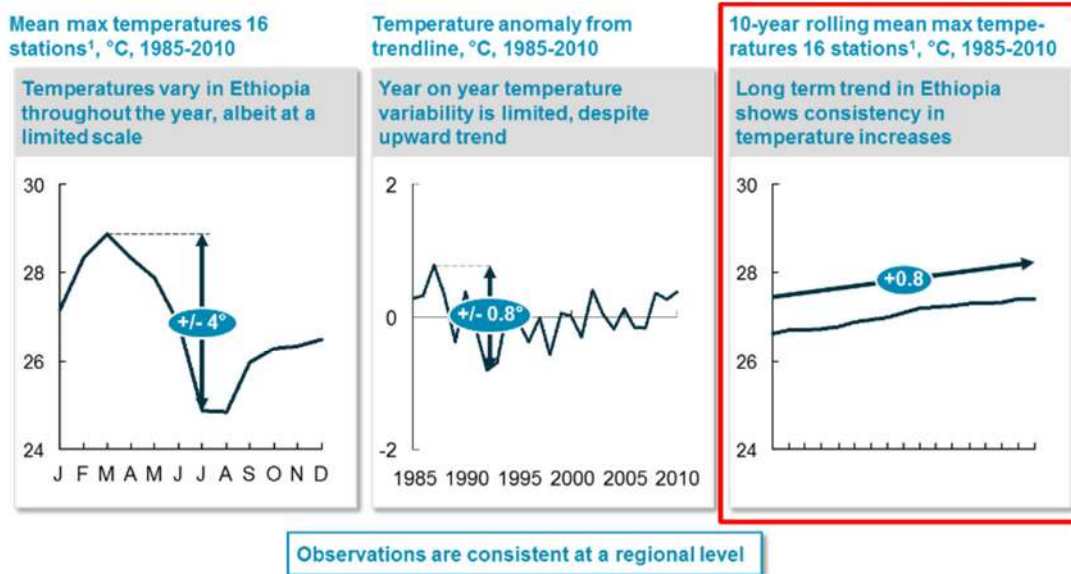 Mean max temperatures 16
stations¹, °C, 1985-2010
Temperatures vary in Ethiopia
throughout the year, albeit at a
limited scale
30
28
26
24
+/- 4°
J F M A M J J A S O N D
Temperature anomaly from
trendline, °C, 1985-2010
Year on year temperature
variability is limited, despite
upward trend
2
0
-2
+/- 0.8°
1985 1990 1995 2000 2005 2010
10-year rolling mean max tempe-
ratures 16 stations¹, °C, 1985-2010
Long term trend in Ethiopia
shows consistency in
temperature increases
30
28
26
24
+0.8
Observations are consistent at a regional level